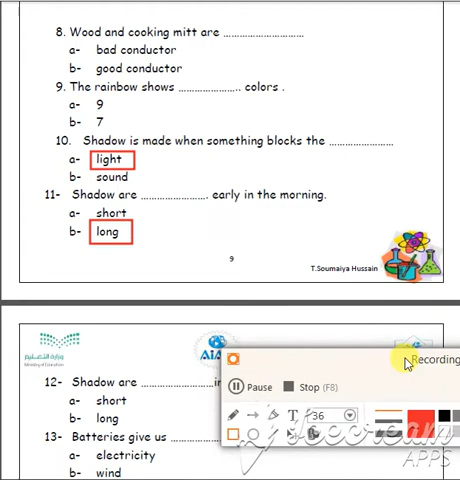 8. Wood and cooking mitt are ..............................
a- bad conductor
b- good conductor
9. The rainbow shows ..................... colors .
a- 9
b- 7
10. Shadow is made when something blocks the ........................
a- light
b- sound
11- Shadow are ........................ early in the morning.
a- short
b- long
9
T.Soumaiya Hussain
وزارة التعليم
Ministry of Education
12- Shadow are ........................in
a- short
b- long
13- Batteries give us .....................
a- electricity
b- wind
Recording
Pause
Stop (F8)
T
36
Icecream
APPS